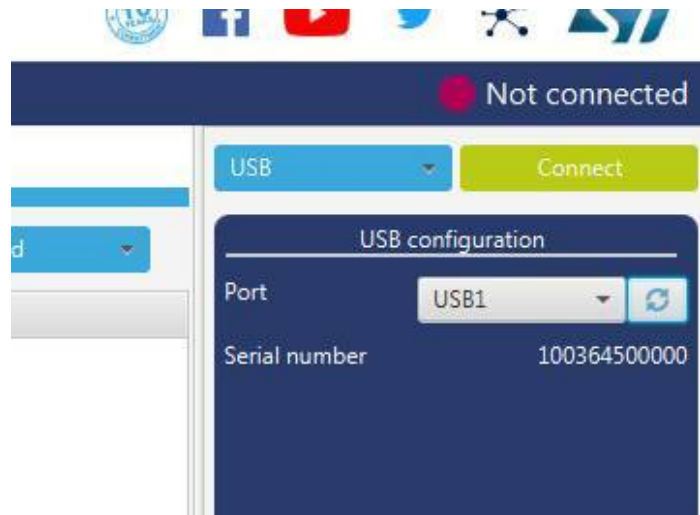 Not connected
USB
Connect
d
USB configuration
Port
USB1
Serial number
100364500000